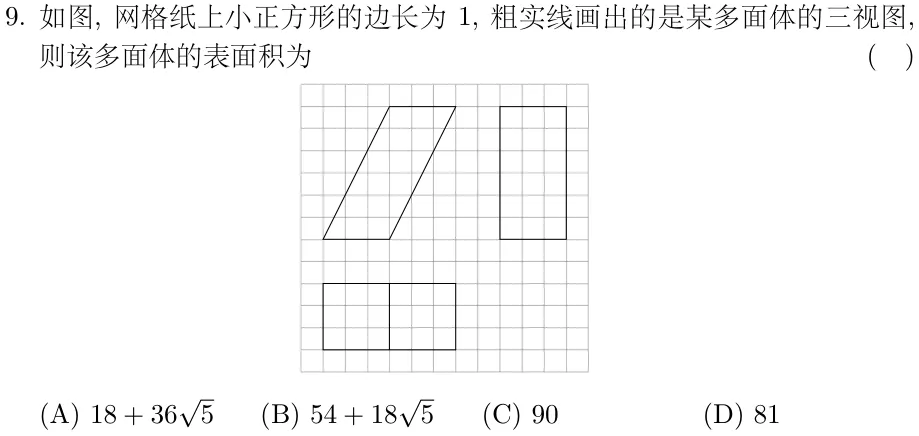 9. 如图, 网格纸上小正方形的边长为 1, 粗实线画出的是某多面体的三视图,
则该多面体的表面积为 ( )
(A) 18 + 36√5 (B) 54 + 18√5 (C) 90 (D) 81